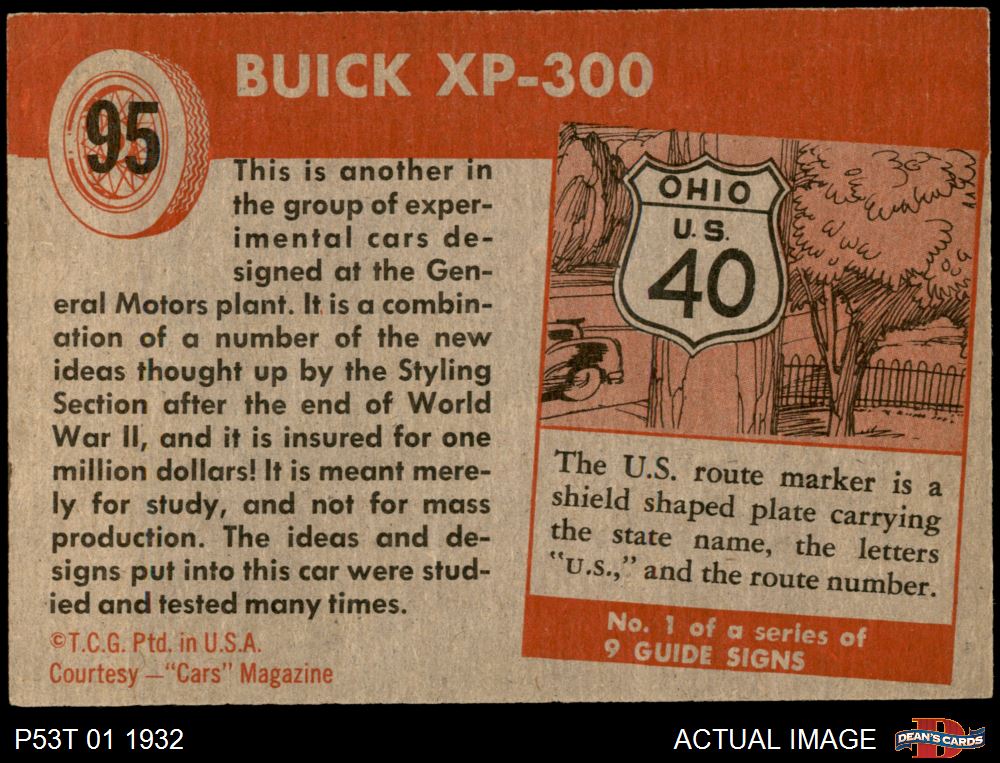 95
BUICK XP-300
This is another in
the group of exper-
imental cars de-
signed at the Gen-
eral Motors plant. It is a combin-
ation of a number of the new
ideas thought up by the Styling
Section after the end of World
War II, and it is insured for one
million dollars! It is meant mere-
ly for study, and not for mass
production. The ideas and de-
signs put into this car were stud-
ied and tested many times.
©T.C.G. Ptd. in U.S.A.
Courtesy —"Cars" Magazine
OHIO
U.S.
40
The U.S. route marker is a
shield shaped plate carrying
the state name, the letters
"U.S.," and the route number.
No. 1 of a series of
9 GUIDE SIGNS
P53T 01 1932
ACTUAL IMAGE
DEAN'S CARDS